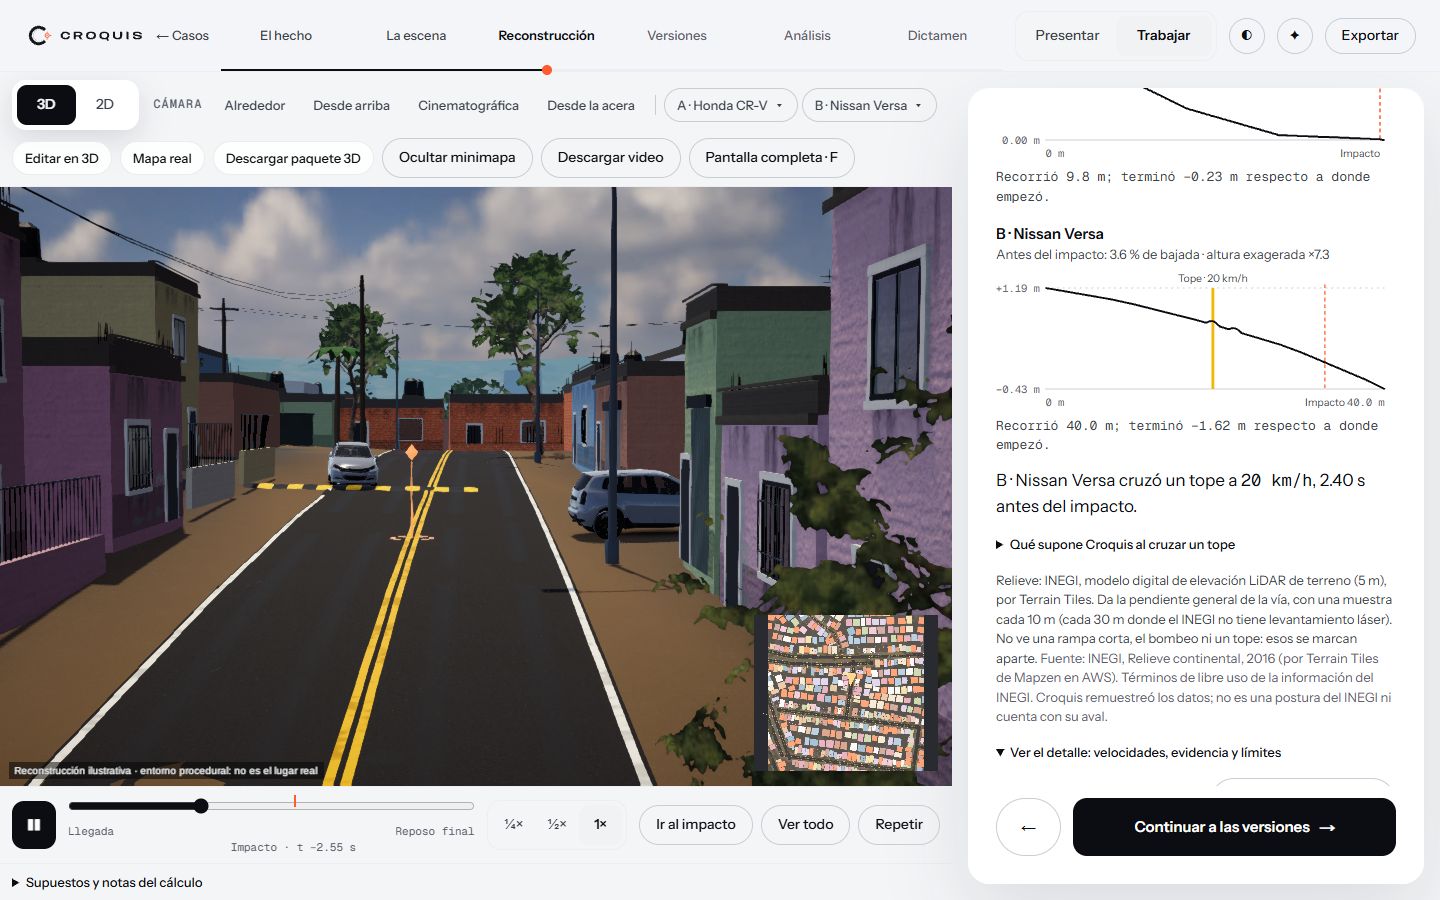 CROQUIS
← Casos
El hecho
La escena
Reconstrucción
Versiones
Análisis
Dictamen
Presentar
Trabajar
Exportar
3D
2D
CÁMARA
Alrededor
Desde arriba
Cinematográfica
Desde la acera
A · Honda CR-V
B · Nissan Versa
Editar en 3D
Mapa real
Descargar paquete 3D
Ocultar minimapa
Descargar video
Pantalla completa · F
Reconstrucción ilustrativa - entorno procedural: no es el lugar real
Llegada
Reposo final
Impacto · t −2.55 s
¼×
½×
1×
Ir al impacto
Ver todo
Repetir
Supuestos y notas del cálculo
0.00 m
0 m
Impacto
Recorrió 9.8 m; terminó −0.23 m respecto a donde
empezó.
B · Nissan Versa
Antes del impacto: 3.6 % de bajada · altura exagerada ×7.3
Tope · 20 km/h
+1.19 m
−0.43 m
0 m
Impacto 40.0 m
Recorrió 40.0 m; terminó −1.62 m respecto a donde
empezó.
B · Nissan Versa cruzó un tope a 20 km/h, 2.40 s
antes del impacto.
Qué supone Croquis al cruzar un tope
Relieve: INEGI, modelo digital de elevación LiDAR de terreno (5 m),
por Terrain Tiles. Da la pendiente general de la vía, con una muestra
cada 10 m (cada 30 m donde el INEGI no tiene levantamiento láser).
No ve una rampa corta, el bombeo ni un tope: esos se marcan
aparte. Fuente: INEGI, Relieve continental, 2016 (por Terrain Tiles
de Mapzen en AWS). Términos de libre uso de la información del
INEGI. Croquis remuestreó los datos; no es una postura del INEGI ni
cuenta con su aval.
Ver el detalle: velocidades, evidencia y límites
←
Continuar a las versiones →